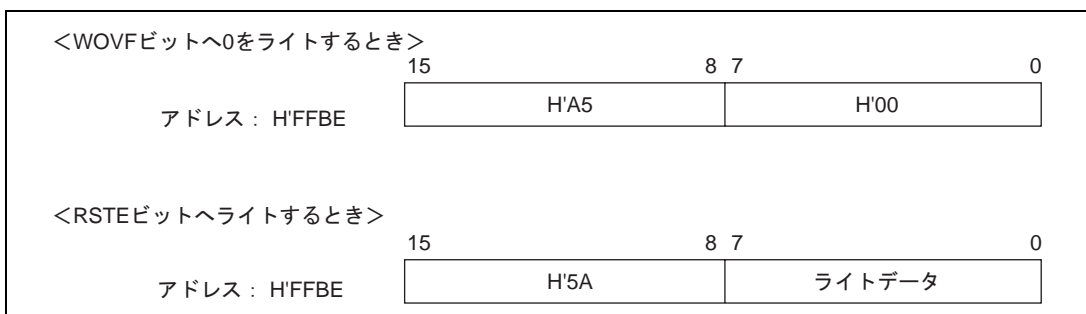 ＜WOVFビットへ0をライトするとき＞
15 8 7 0
アドレス： H'FFBE H'A5 H'00
＜RSTEビットへライトするとき＞
15 8 7 0
アドレス： H'FFBE H'5A ライトデータ